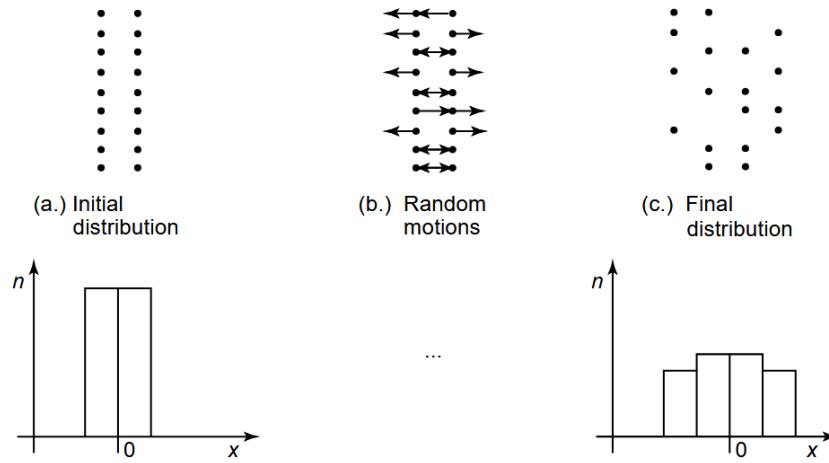 (a.) Initial
distribution
(b.) Random
motions
(c.) Final
distribution
n
0
x
...
n
0
x